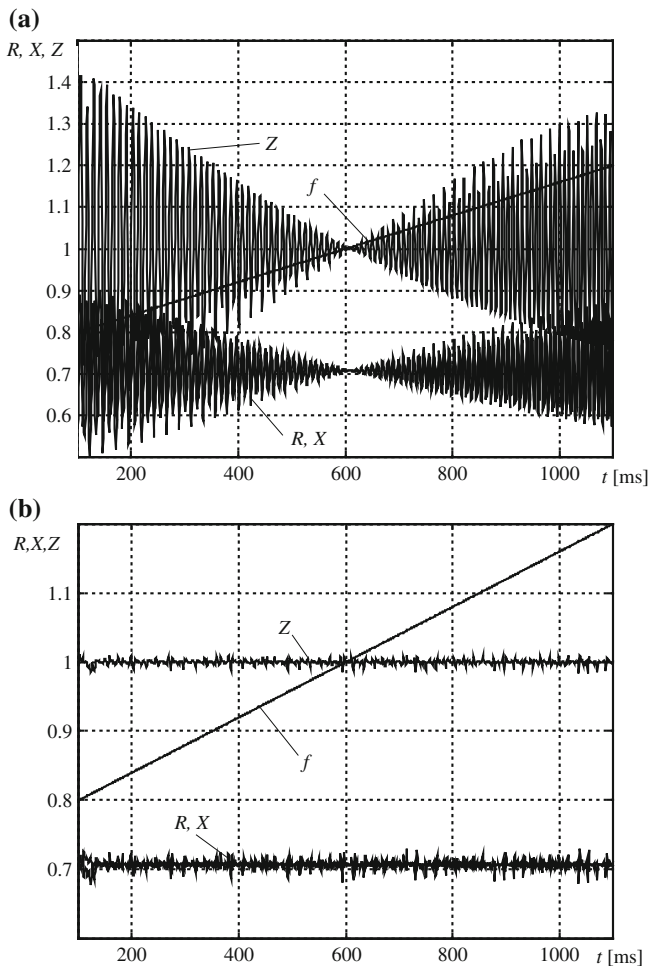 (a)
R, X, Z
1.4
1.3
Z
1.2
f
1.1
1
0.9
0.8
0.7
0.6
R, X
200 400 600 800 1000 t [ms]
(b)
R,X,Z
1.1
Z
1
0.9
f
0.8
R, X
0.7
200 400 600 800 1000 t [ms]